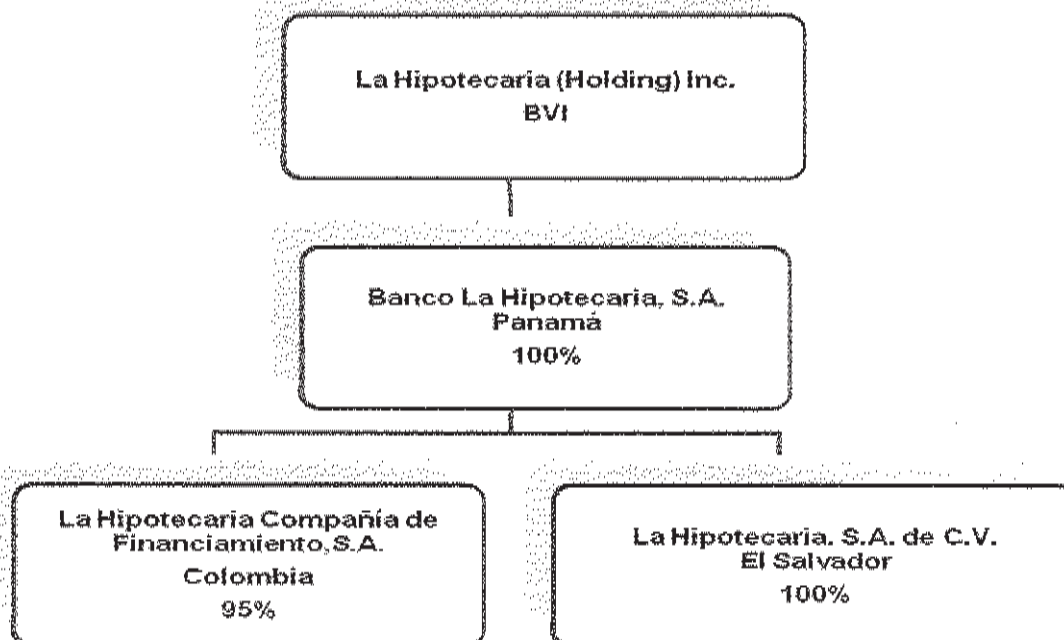 La Hipotecaria (Holding) Inc.
BVI
Banco La Hipotecaria, S.A.
Panamá
100%
La Hipotecaria Compañía de
Financiamiento, S.A.
Colombia
95%
La Hipotecaria. S.A. de C.V.
El Salvador
100%